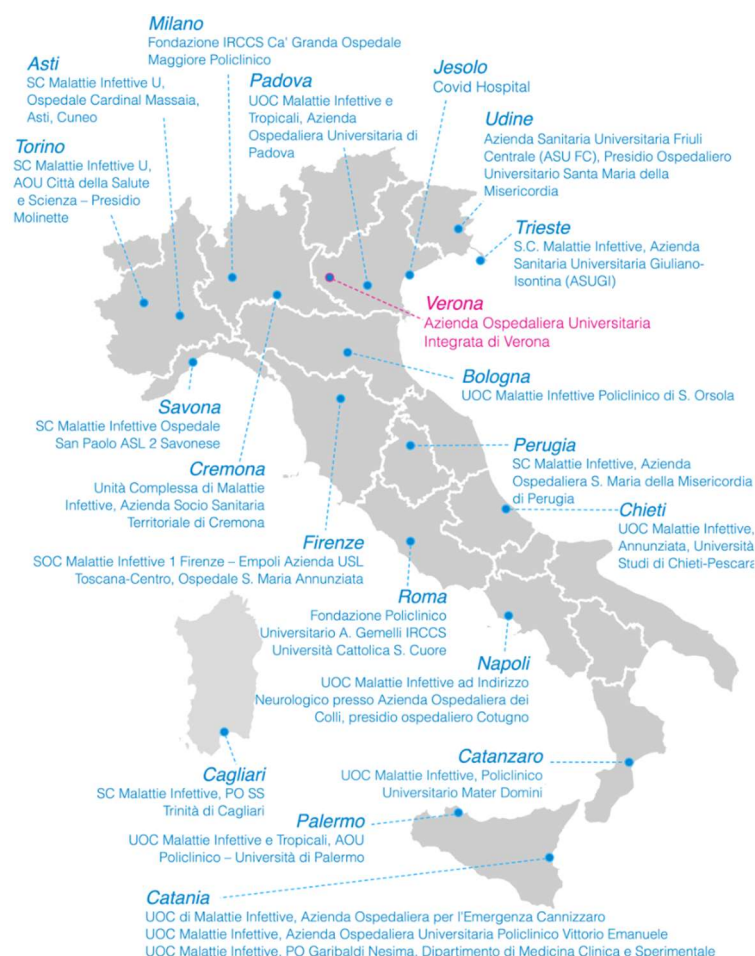 Milano
Fondazione IRCCS Ca' Granda Ospedale
Maggiore Policlinico
Asti
SC Malattie Infettive U,
Ospedale Cardinal Massaia,
Asti, Cuneo
Padova
UOC Malattie Infettive e
Tropicali, Azienda
Ospedaliera Universitaria di
Padova
Jesolo
Covid Hospital
Udine
Azienda Sanitaria Universitaria Friuli
Centrale (ASU FC), Presidio Ospedaliero
Universitario Santa Maria della
Misericordia
Torino
SC Malattie Infettive U,
AOU Città della Salute
e Scienza – Presidio
Molinette
Trieste
S.C. Malattie Infettive, Azienda
Sanitaria Universitaria Giuliano-
Isontina (ASUGI)
Verona
Azienda Ospedaliera Universitaria
Integrata di Verona
Bologna
UOC Malattie Infettive Policlinico di S. Orsola
Savona
SC Malattie Infettive Ospedale
San Paolo ASL 2 Savonese
Perugia
SC Malattie Infettive, Azienda
Ospedaliera S. Maria della Misericordia
di Perugia
Cremona
Unità Complessa di Malattie
Infettive, Azienda Socio Sanitaria
Territoriale di Cremona
Chieti
UOC Malattie Infettive,
Annunziata, Università
Studi di Chieti-Pescara
Firenze
SOC Malattie Infettive 1 Firenze – Empoli Azienda USL
Toscana-Centro, Ospedale S. Maria Annunziata
Roma
Fondazione Policlinico
Universitario A. Gemelli IRCCS
Università Cattolica S. Cuore
Napoli
UOC Malattie Infettive ad Indirizzo
Neurologico presso Azienda Ospedaliera dei
Colli, presidio ospedaliero Cotugno
Cagliari
SC Malattie Infettive, PO SS
Trinità di Cagliari
Catanzaro
UOC Malattie Infettive, Policlinico
Universitario Mater Domini
Palermo
UOC Malattie Infettive e Tropicali, AOU
Policlinico – Università di Palermo
Catania
UOC di Malattie Infettive, Azienda Ospedaliera per l'Emergenza Cannizzaro
UOC Malattie Infettive, Azienda Ospedaliera Universitaria Policlinico Vittorio Emanuele
UOC Malattie Infettive, PO Garibaldi Nesima, Dipartimento di Medicina Clinica e Sperimentale